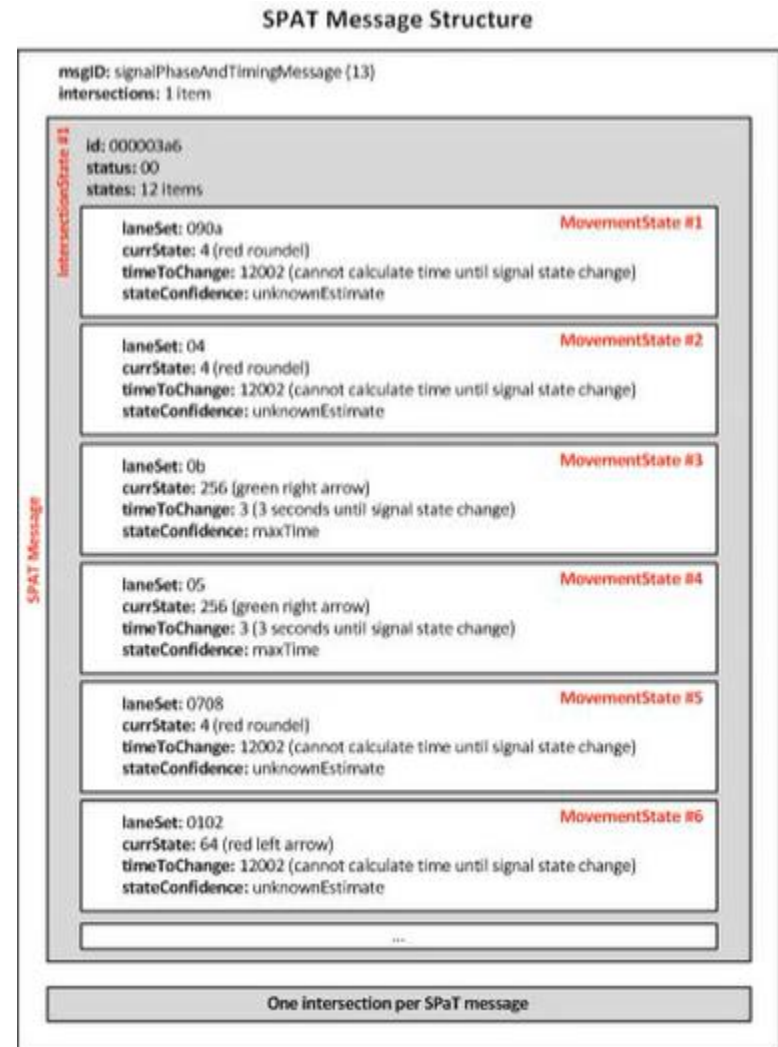 SPAT Message Structure
msgID: signalPhaseAndTimingMessage (13)
intersections: 1 item
IntersectionState #1
id: 000003a6
status: 00
states: 12 items
MovementState #1
laneSet: 090a
currState: 4 (red roundel)
timeToChange: 12002 (cannot calculate time until signal state change)
stateConfidence: unknownEstimate
MovementState #2
laneSet: 04
currState: 4 (red roundel)
timeToChange: 12002 (cannot calculate time until signal state change)
stateConfidence: unknownEstimate
MovementState #3
laneSet: 0b
currState: 256 (green right arrow)
timeToChange: 3 (3 seconds until signal state change)
stateConfidence: maxTime
SPAT Message
MovementState #4
laneSet: 05
currState: 256 (green right arrow)
timeToChange: 3 (3 seconds until signal state change)
stateConfidence: maxTime
MovementState #5
laneSet: 0708
currState: 4 (red roundel)
timeToChange: 12002 (cannot calculate time until signal state change)
stateConfidence: unknownEstimate
MovementState #6
laneSet: 0102
currState: 64 (red left arrow)
timeToChange: 12002 (cannot calculate time until signal state change)
stateConfidence: unknownEstimate
...
One intersection per SPaT message